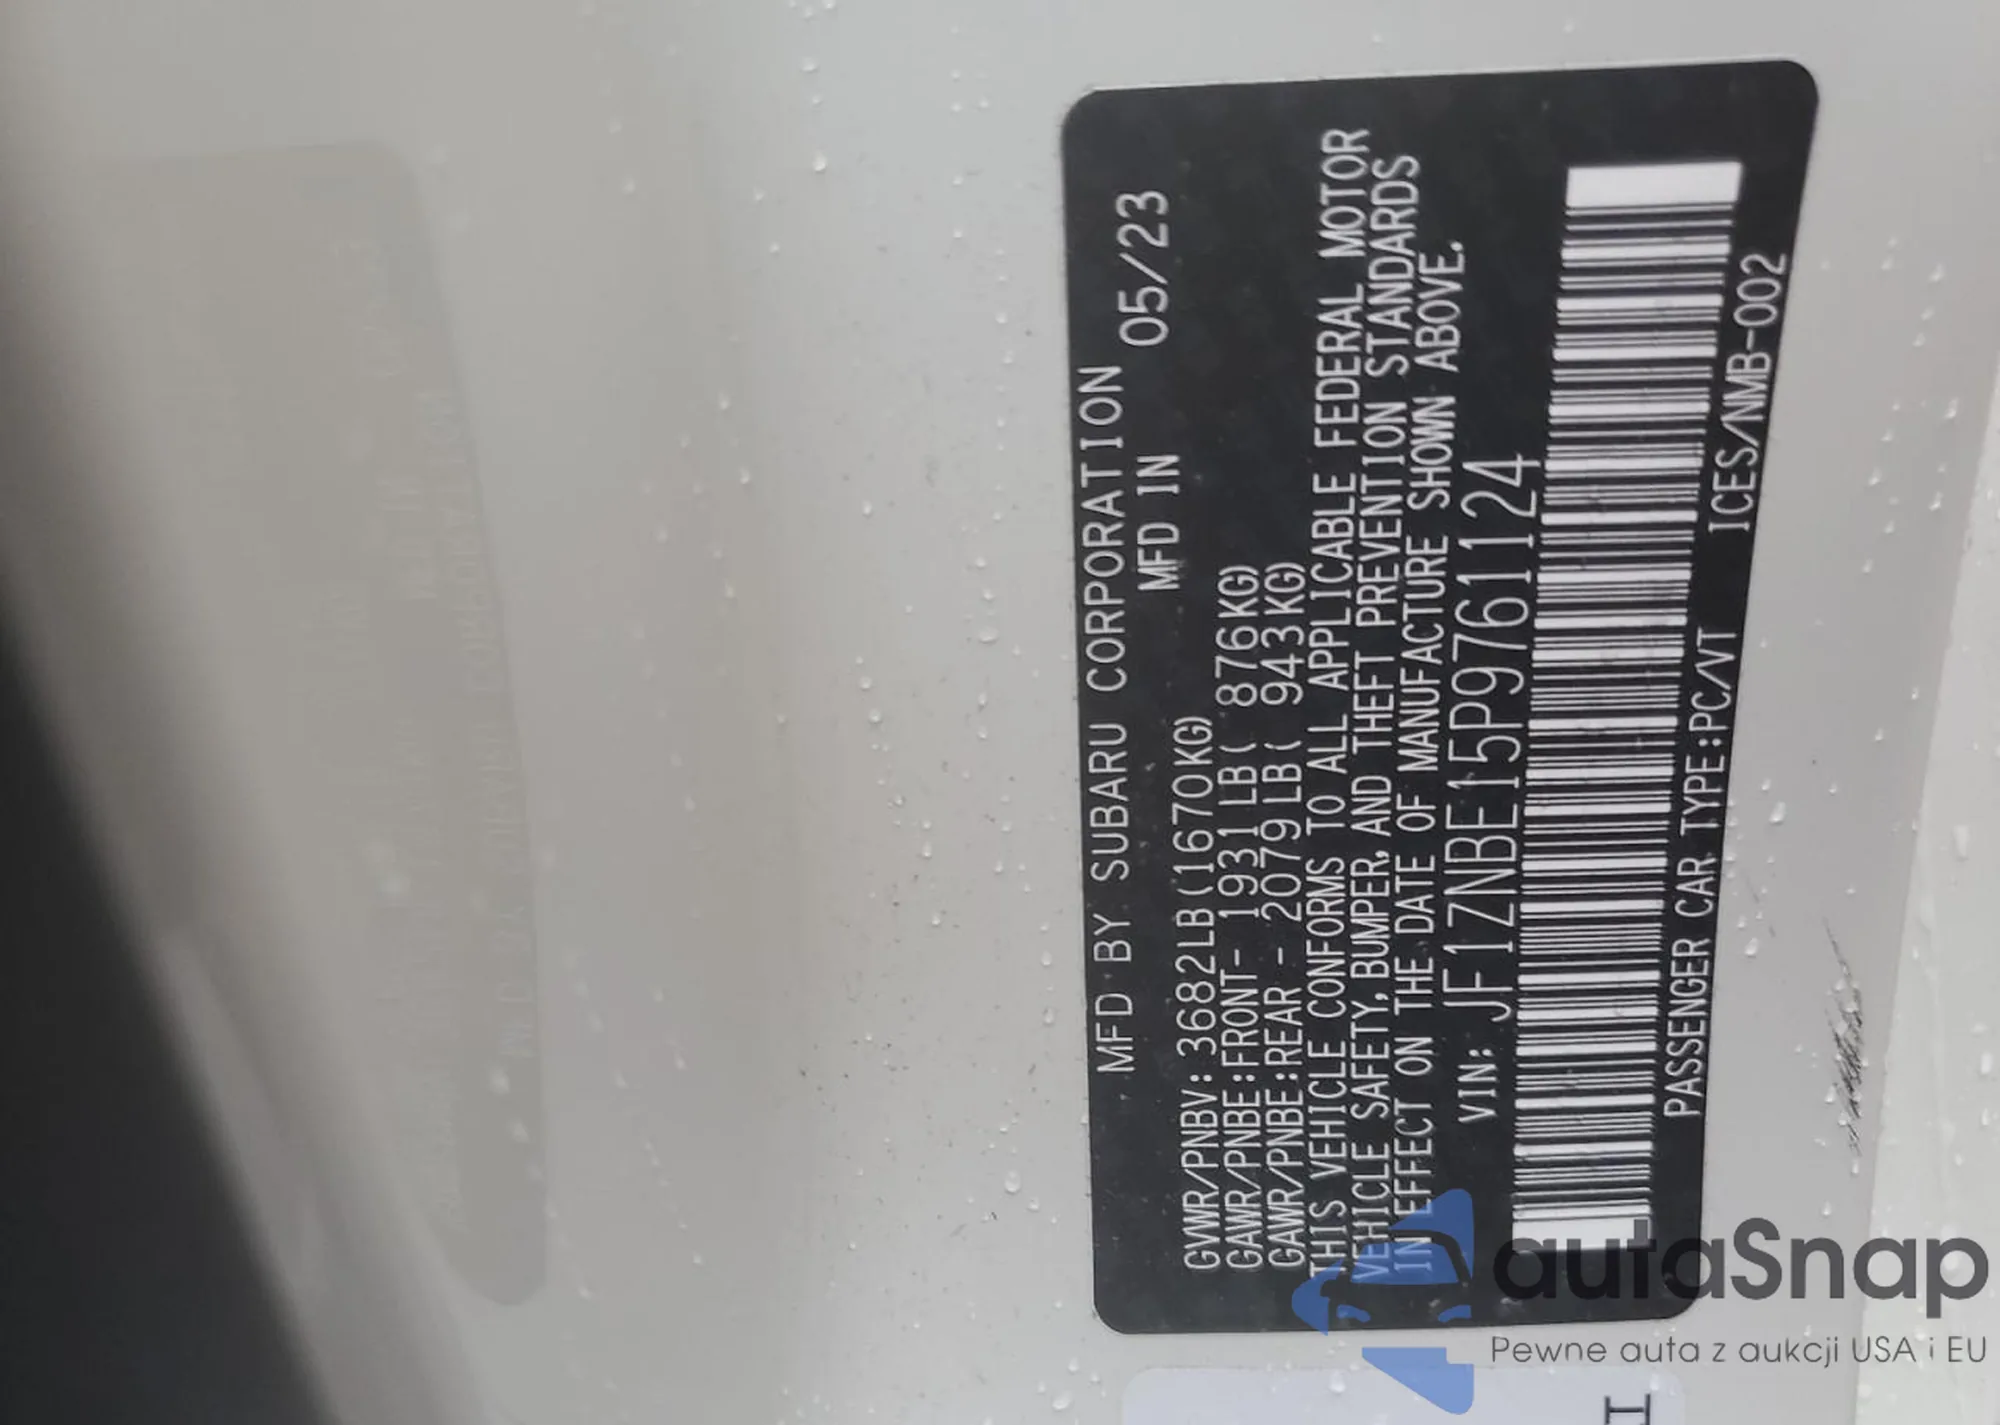 MFD BY SUBARU CORPORATION
MFD IN 05/23
GVWR/PNBV:3682LB(1670KG)
GAWR/PNBE:FRONT- 1931LB( 876KG)
GAWR/PNBE:REAR - 2079LB( 943KG)
THIS VEHICLE CONFORMS TO ALL APPLICABLE FEDERAL MOTOR
VEHICLE SAFETY, BUMPER, AND THEFT PREVENTION STANDARDS
IN EFFECT ON THE DATE OF MANUFACTURE SHOWN ABOVE.
VIN: JF1ZNBE15P9761124
PASSENGER CAR TYPE:PC/VT ICES/NMB-002
autaSnap
Pewne auta z aukcji USA i EU